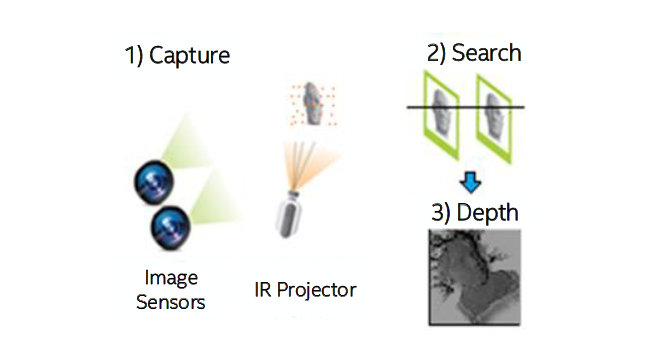 1) Capture
2) Search
3) Depth
Image
Sensors
IR Projector